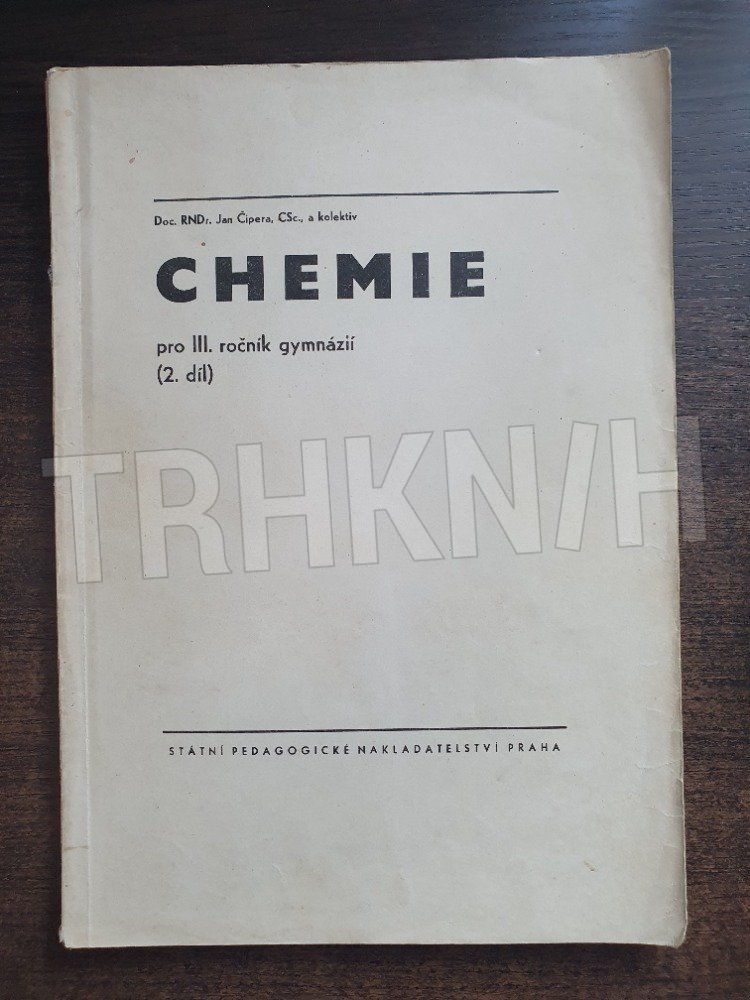 Doc. RNDr. Jan Čipera, CSc., a kolektiv
CHEMIE
pro III. ročník gymnázií
(2. díl)
TRHKNIH
STÁTNÍ PEDAGOGICKÉ NAKLADATELSTVÍ PRAHA